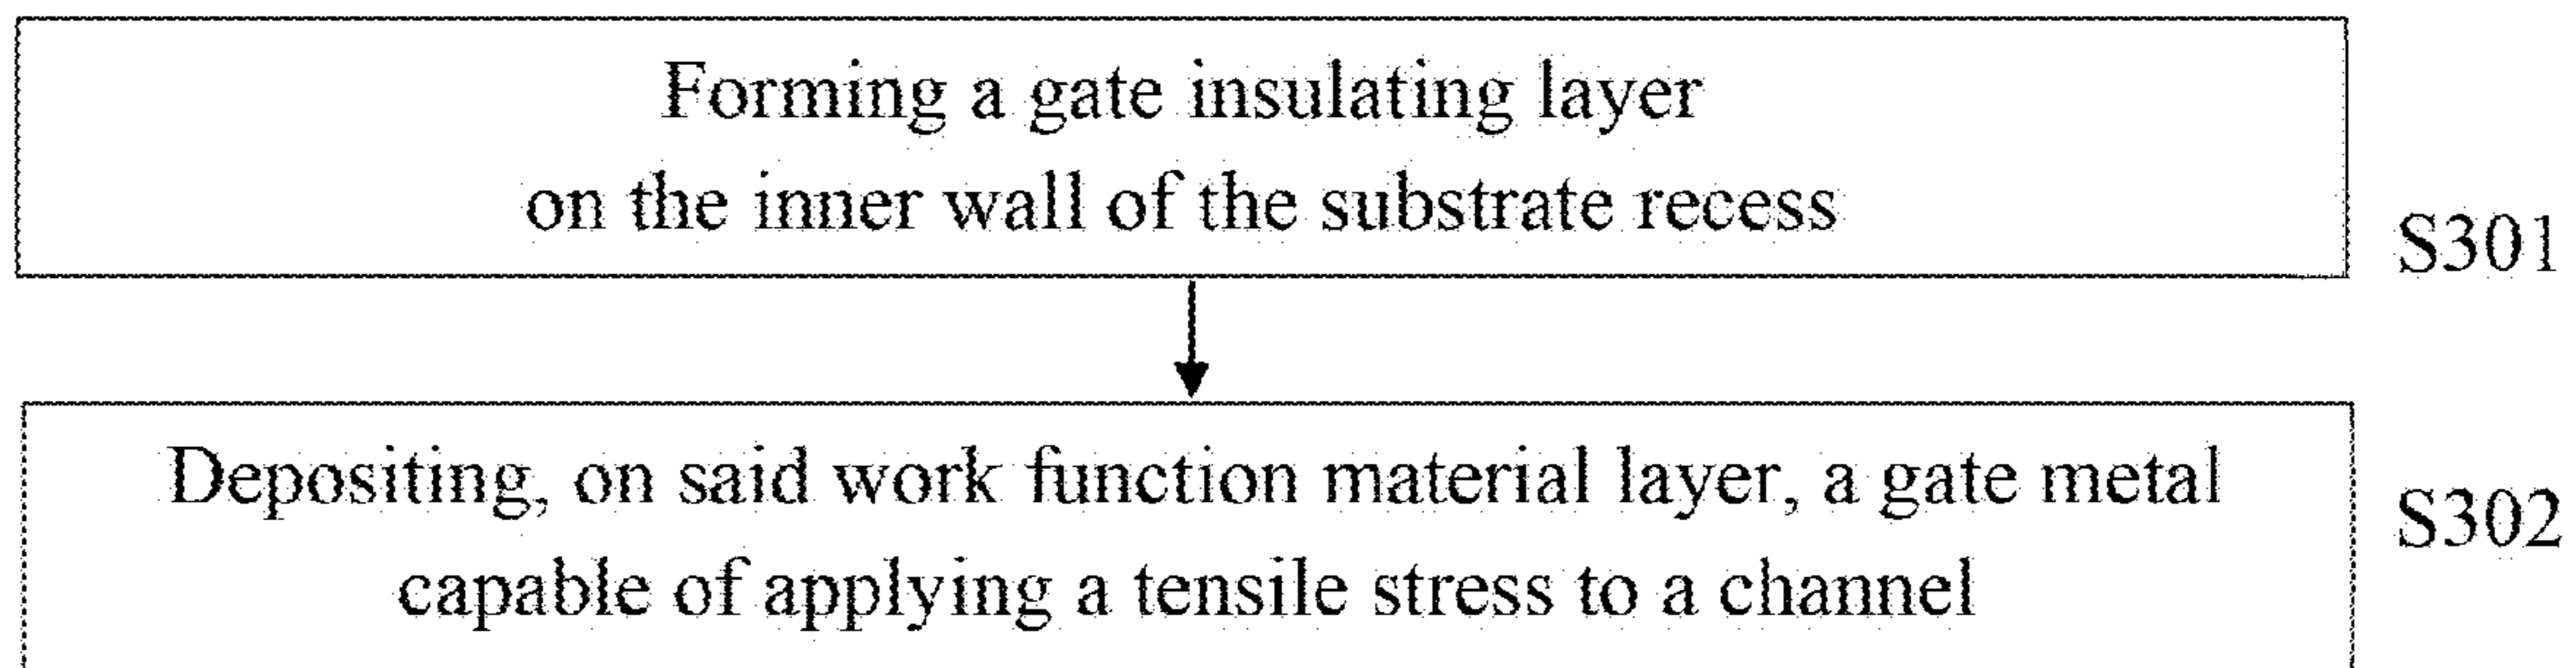 Forming a gate insulating layer
on the inner wall of the substrate recess
S301
Depositing, on said work function material layer, a gate metal
capable of applying a tensile stress to a channel
S302